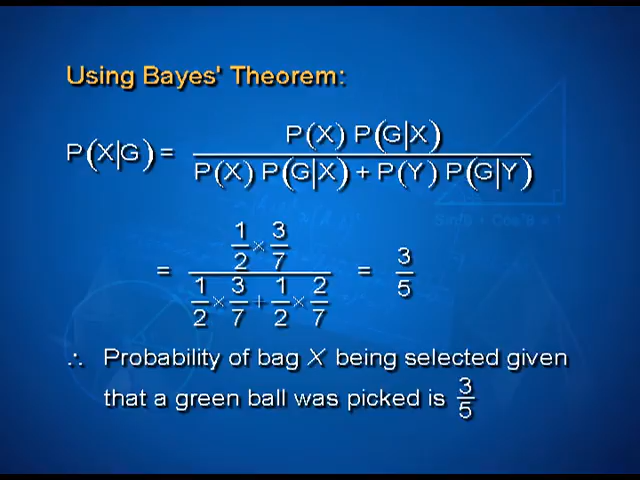 Using Bayes' Theorem:
P(X|G) = P(X) P(G|X) / P(X) P(G|X) + P(Y) P(G|Y)
= 1/2 × 3/7 / 1/2 × 3/7 + 1/2 × 2/7 = 3/5
∴ Probability of bag X being selected given
that a green ball was picked is 3/5